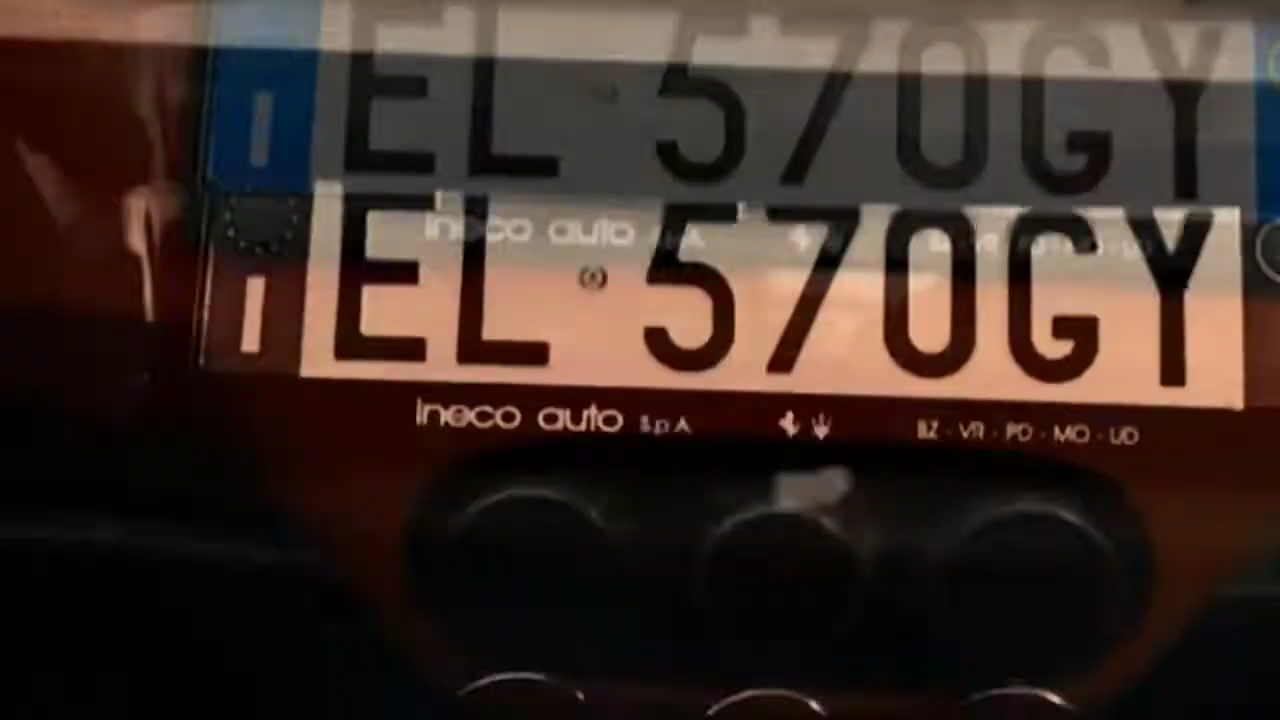 I
EL 570GY
I
EL 570GY
ineco auto
ineco auto S.p.A
BZ - VR - PD - MO - UD